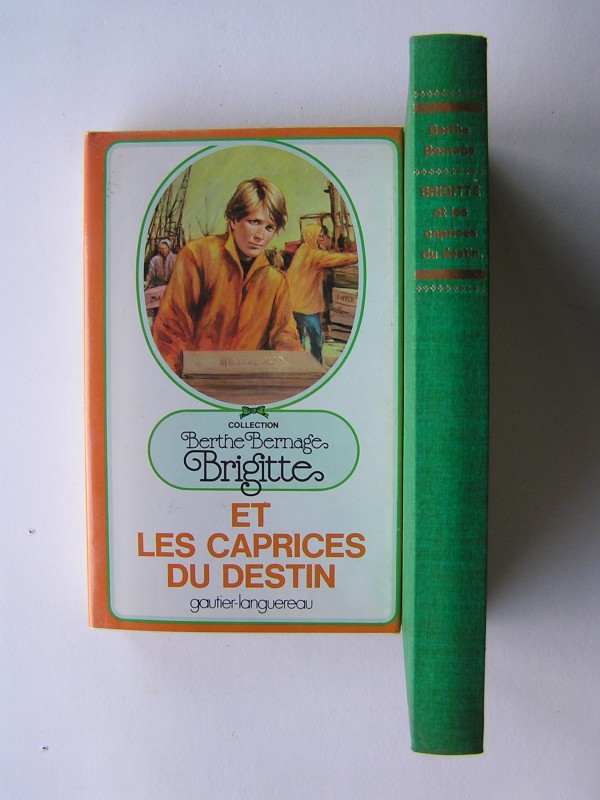 COLLECTION
Berthe Bernage
Brigitte
ET
LES CAPRICES
DU DESTIN
gautier-languereau
Berthe
Bernage
BRIGITTE
et les
caprices
du destin